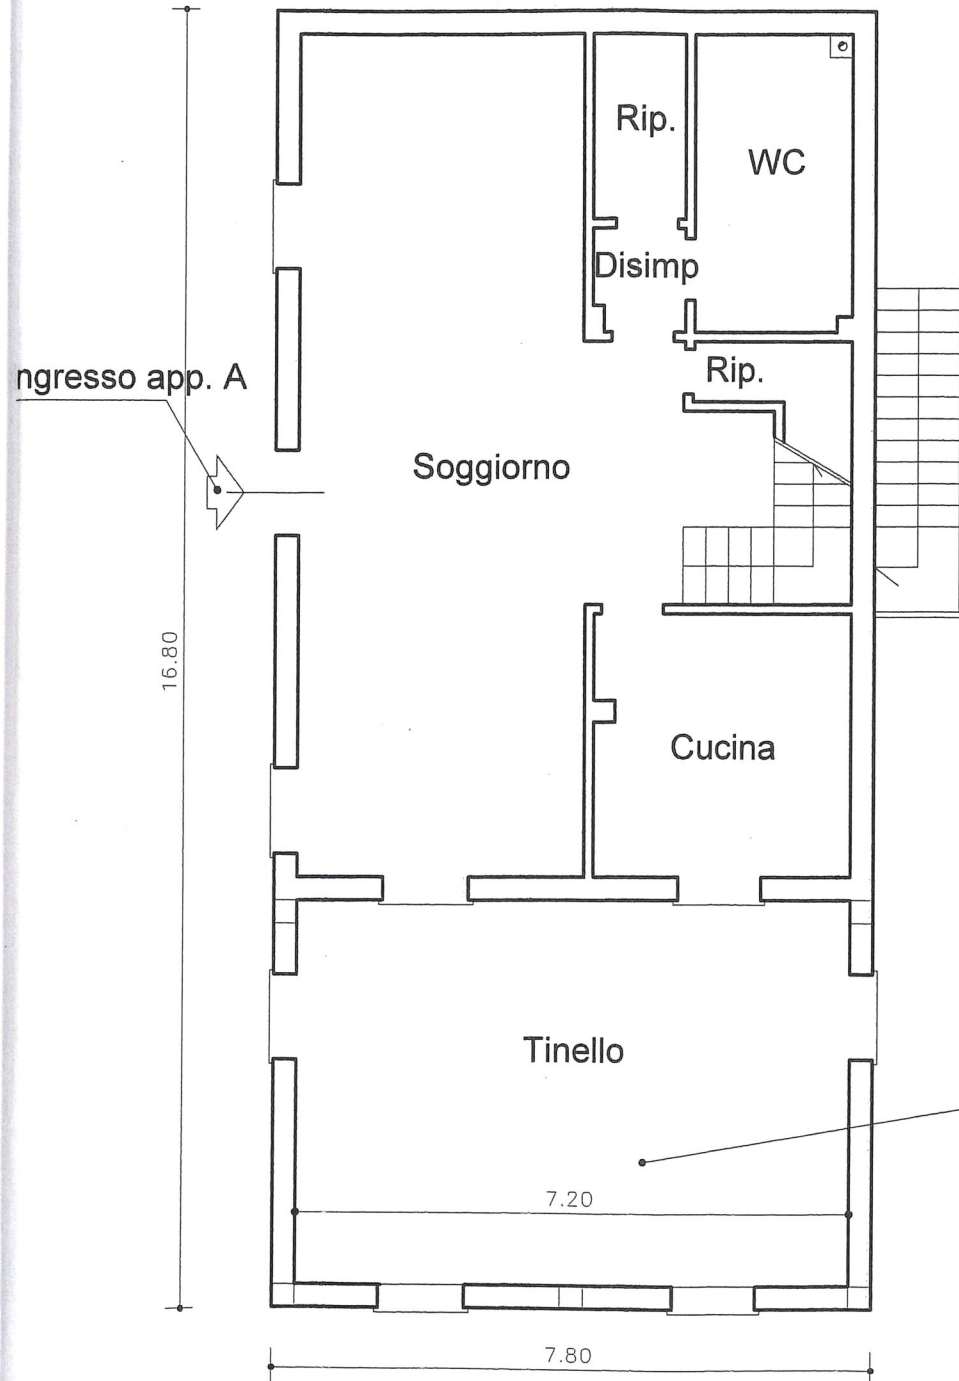 Rip.
WC
Disimp
Rip.
ngresso app. A
Soggiorno
16.80
Cucina
Tinello
7.20
7.80